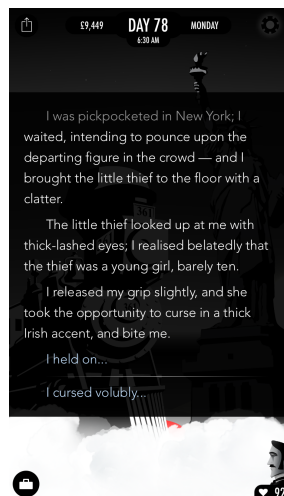 £9,449 DAY 78 MONDAY
6:30 AM
I was pickpocketed in New York; I
waited, intending to pounce upon the
departing figure in the crowd — and I
brought the little thief to the floor with a
clatter.
The little thief looked up at me with
thick-lashed eyes; I realised belatedly that
the thief was a young girl, barely ten.
I released my grip slightly, and she
took the opportunity to curse in a thick
Irish accent, and bite me.
I held on...
I cursed volubly...
92